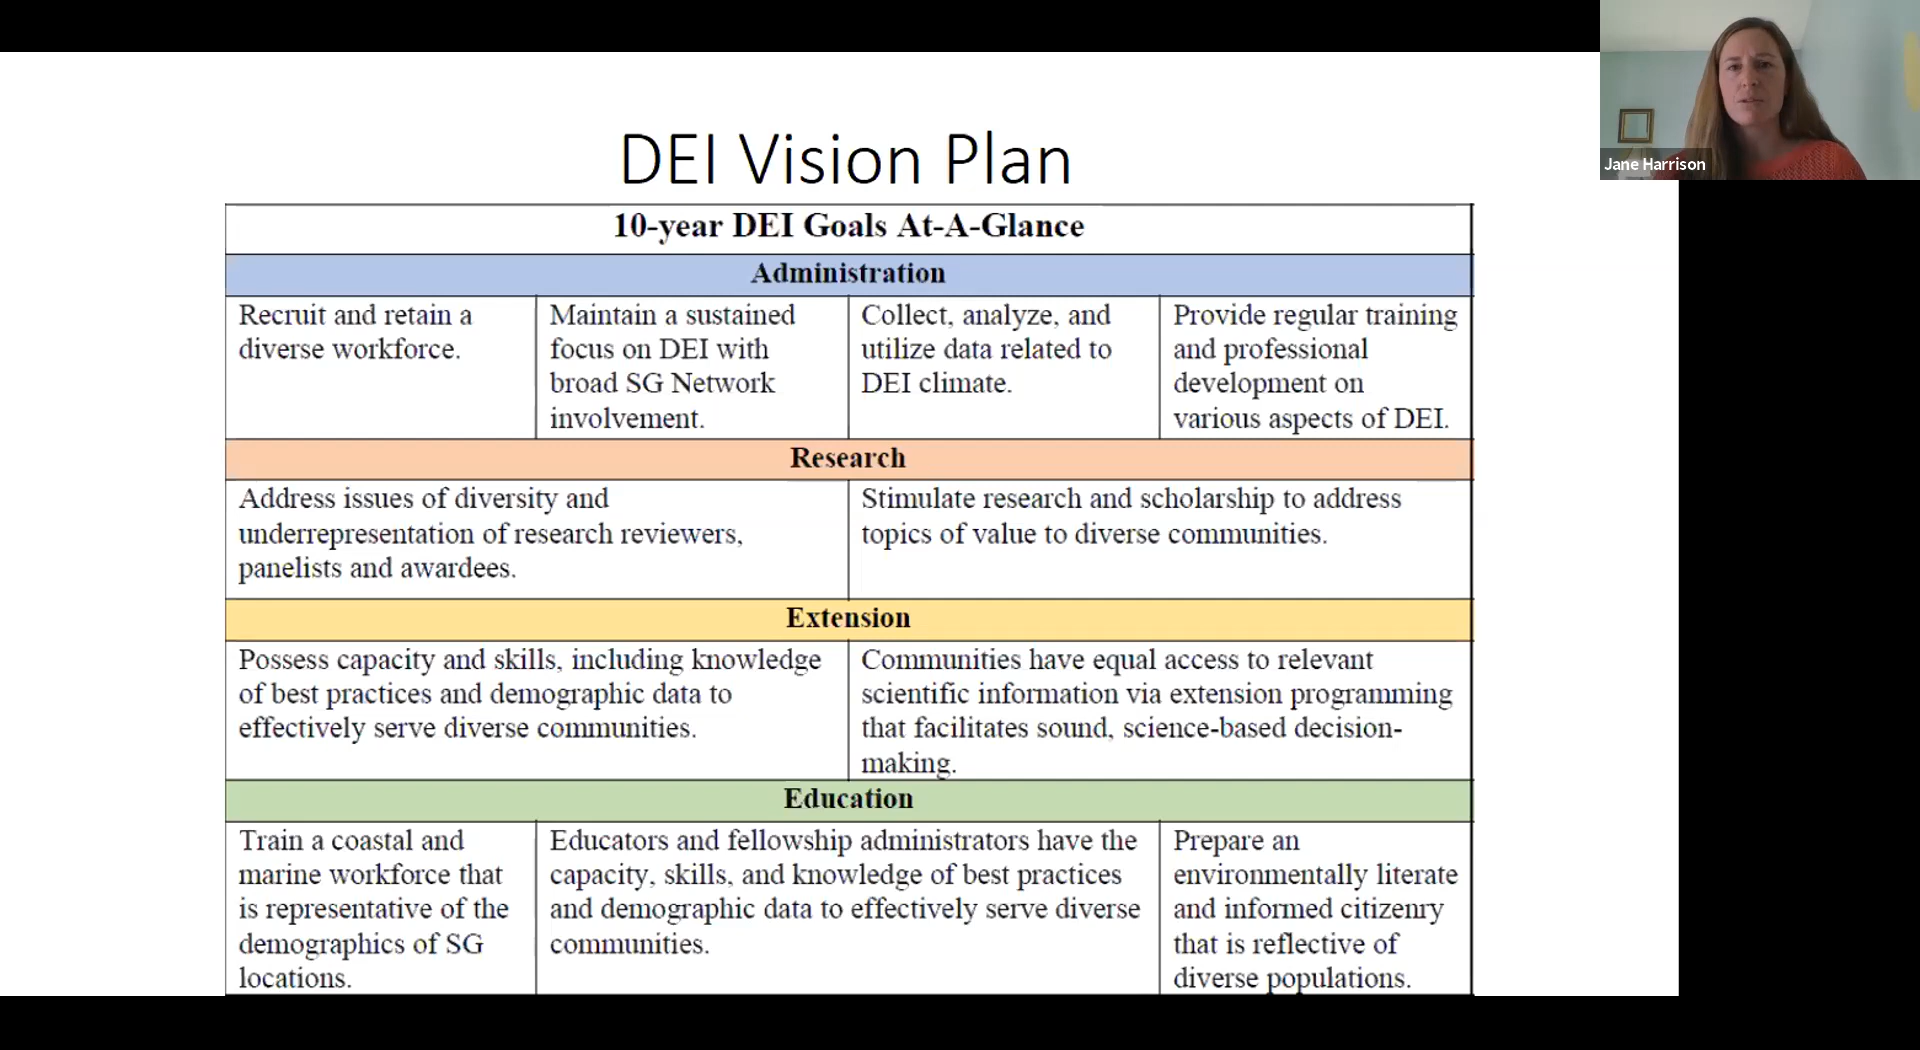 DEI Vision Plan
Jane Harrison
10-year DEI Goals At-A-Glance
Administration
Recruit and retain a
diverse workforce.
Maintain a sustained
focus on DEI with
broad SG Network
involvement.
Collect, analyze, and
utilize data related to
DEI climate.
Provide regular training
and professional
development on
various aspects of DEI.
Research
Address issues of diversity and
underrepresentation of research reviewers,
panelists and awardees.
Stimulate research and scholarship to address
topics of value to diverse communities.
Extension
Possess capacity and skills, including knowledge
of best practices and demographic data to
effectively serve diverse communities.
Communities have equal access to relevant
scientific information via extension programming
that facilitates sound, science-based decision-
making.
Education
Train a coastal and
marine workforce that
is representative of the
demographics of SG
locations.
Educators and fellowship administrators have the
capacity, skills, and knowledge of best practices
and demographic data to effectively serve diverse
communities.
Prepare an
environmentally literate
and informed citizenry
that is reflective of
diverse populations.